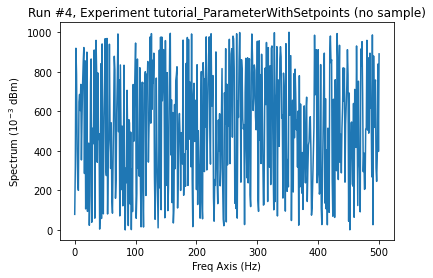 Run #4, Experiment tutorial_ParameterWithSetpoints (no sample)
1000
800
600
400
200
0
Spectrum (10⁻³ dBm)
0 100 200 300 400 500
Freq Axis (Hz)